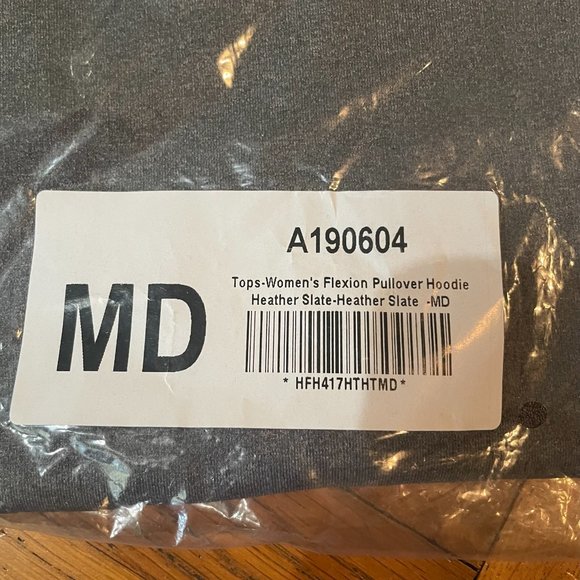 A190604
Tops-Women's Flexion Pullover Hoodie
Heather Slate-Heather Slate -MD
MD
* HFH417HTHTMD*